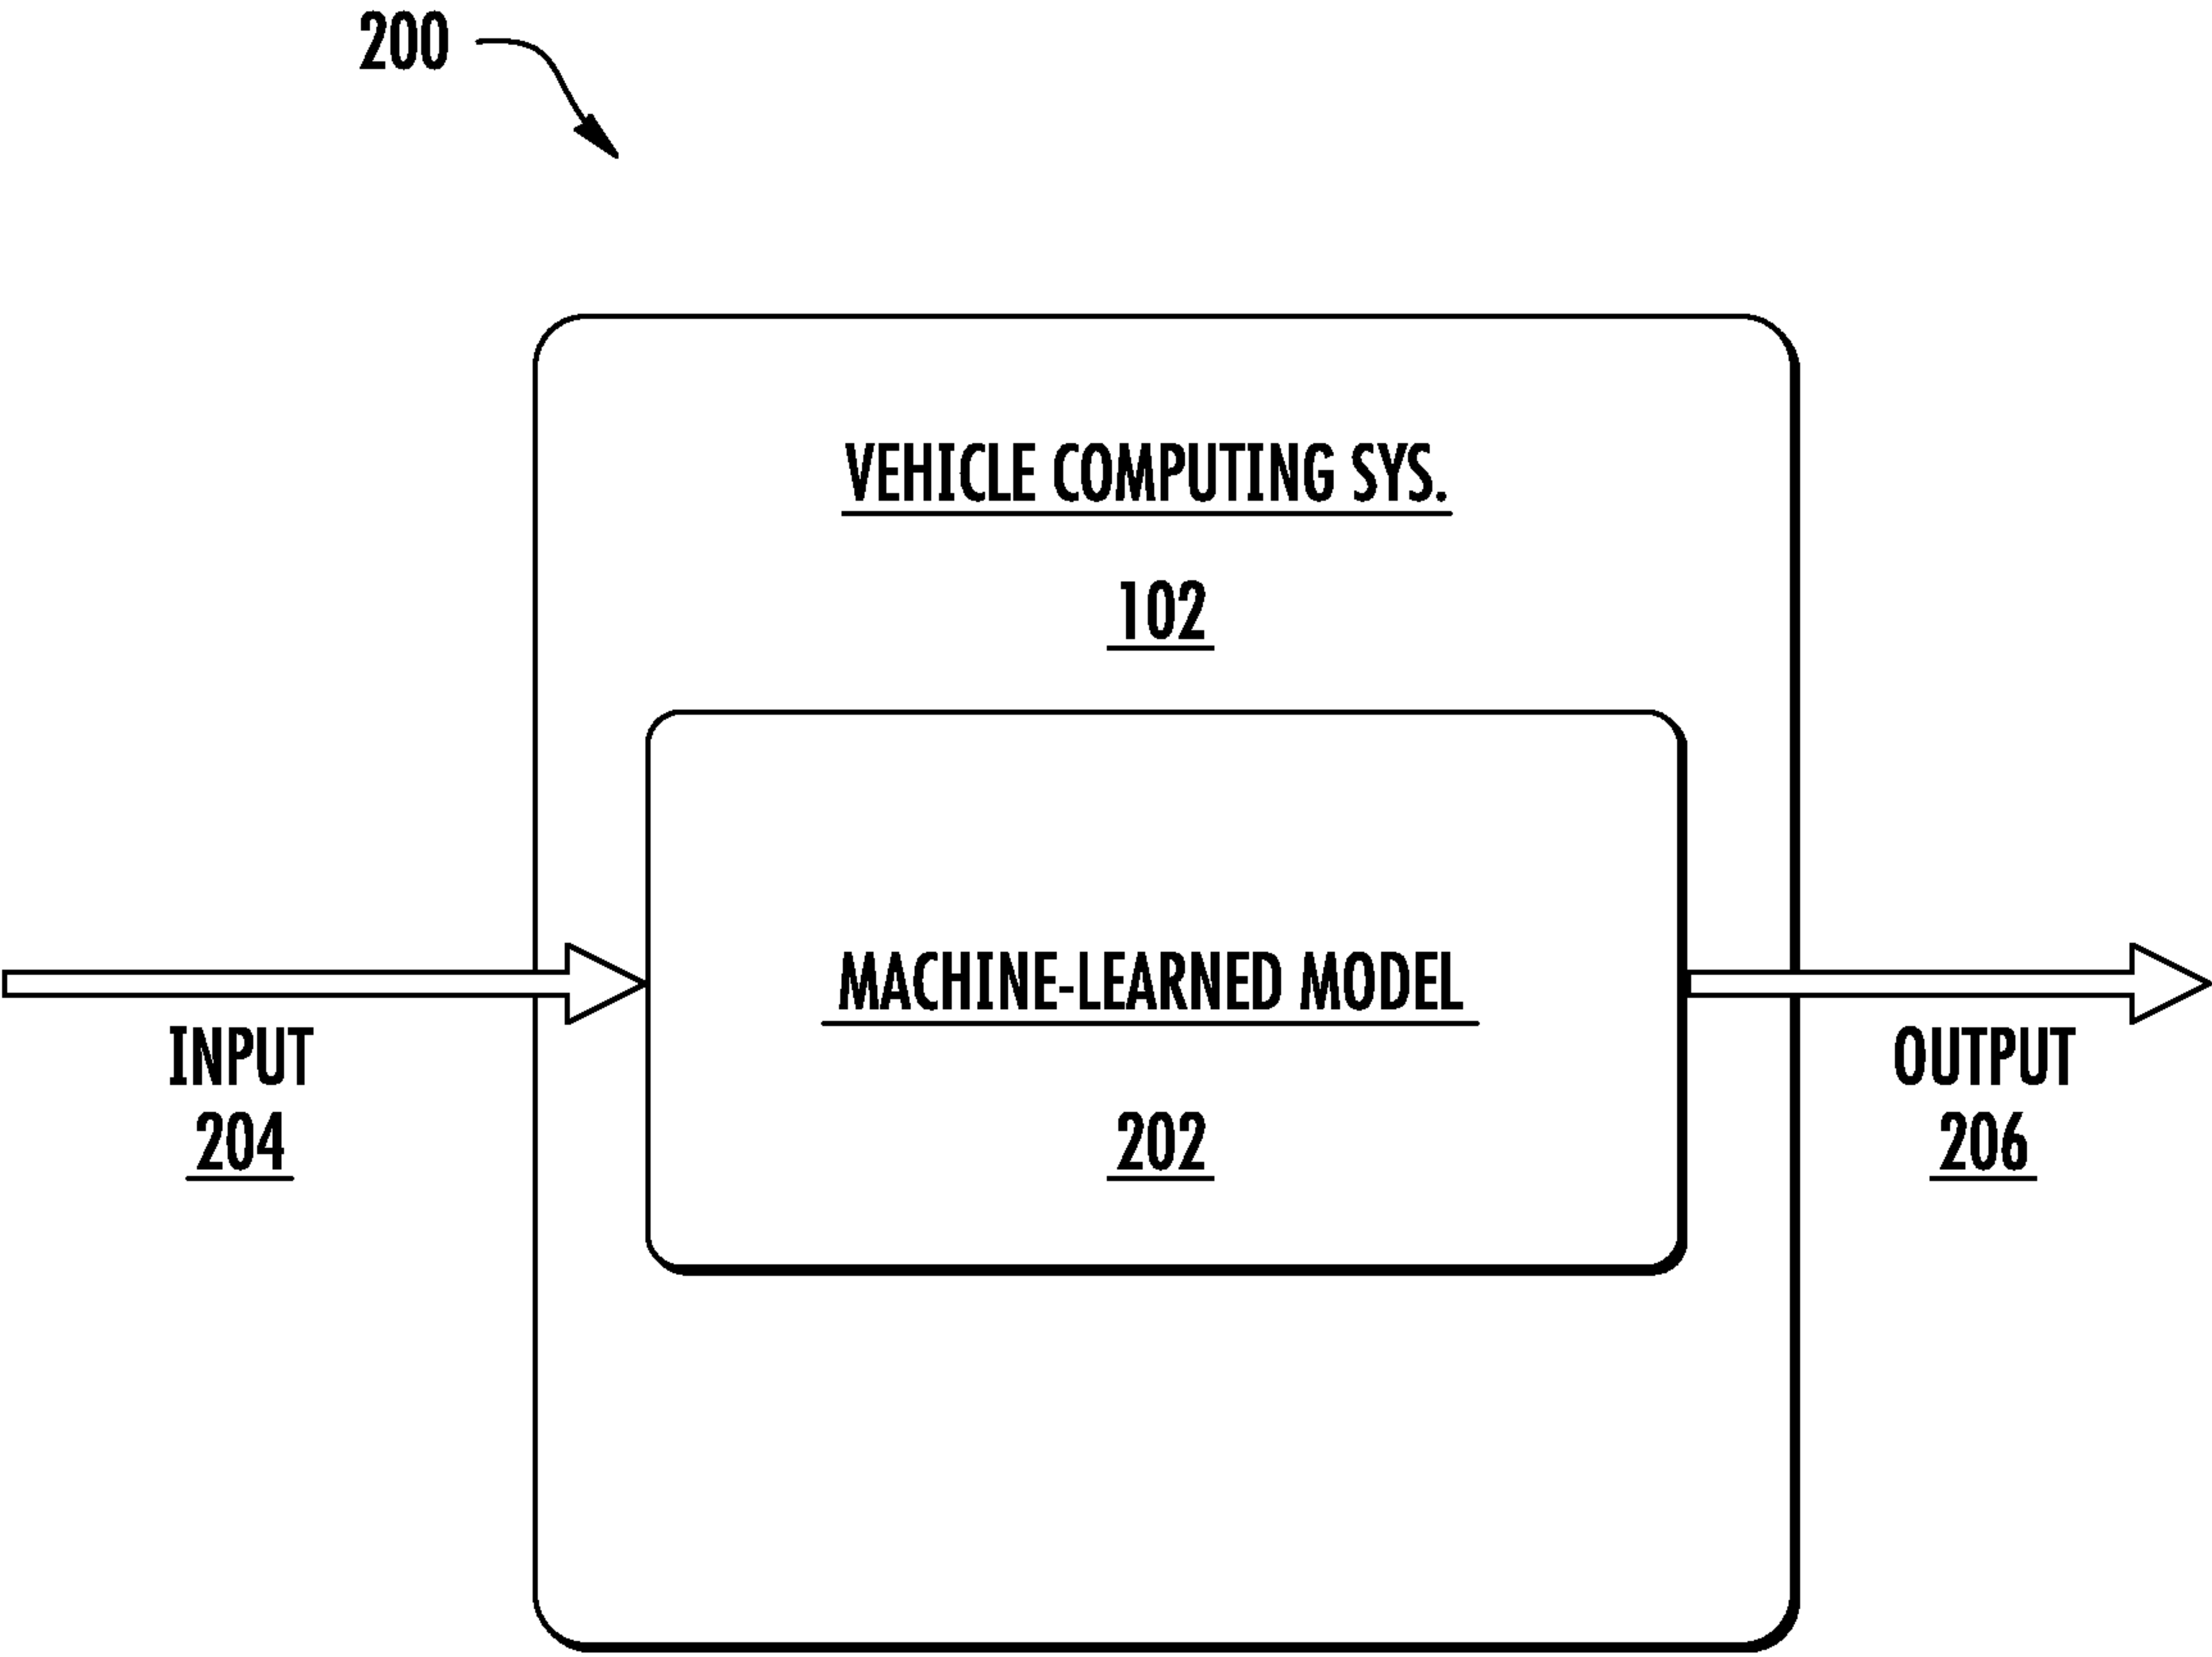 200
VEHICLE COMPUTING SYS.
102
MACHINE-LEARNED MODEL
202
INPUT
204
OUTPUT
206